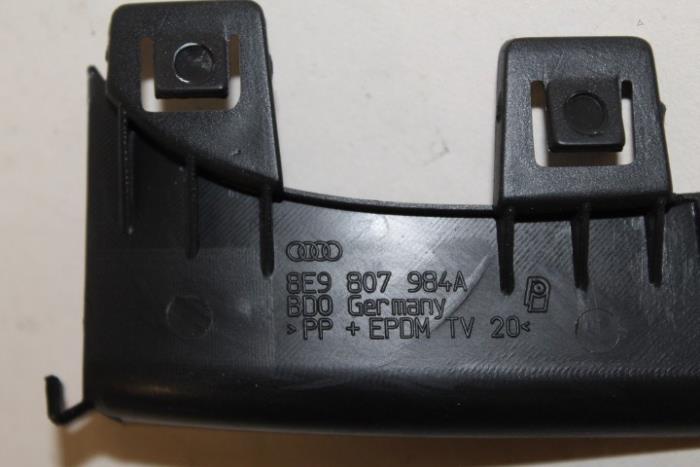 8E9 807 984A
BDO Germany
>PP + EPDM TV 20<